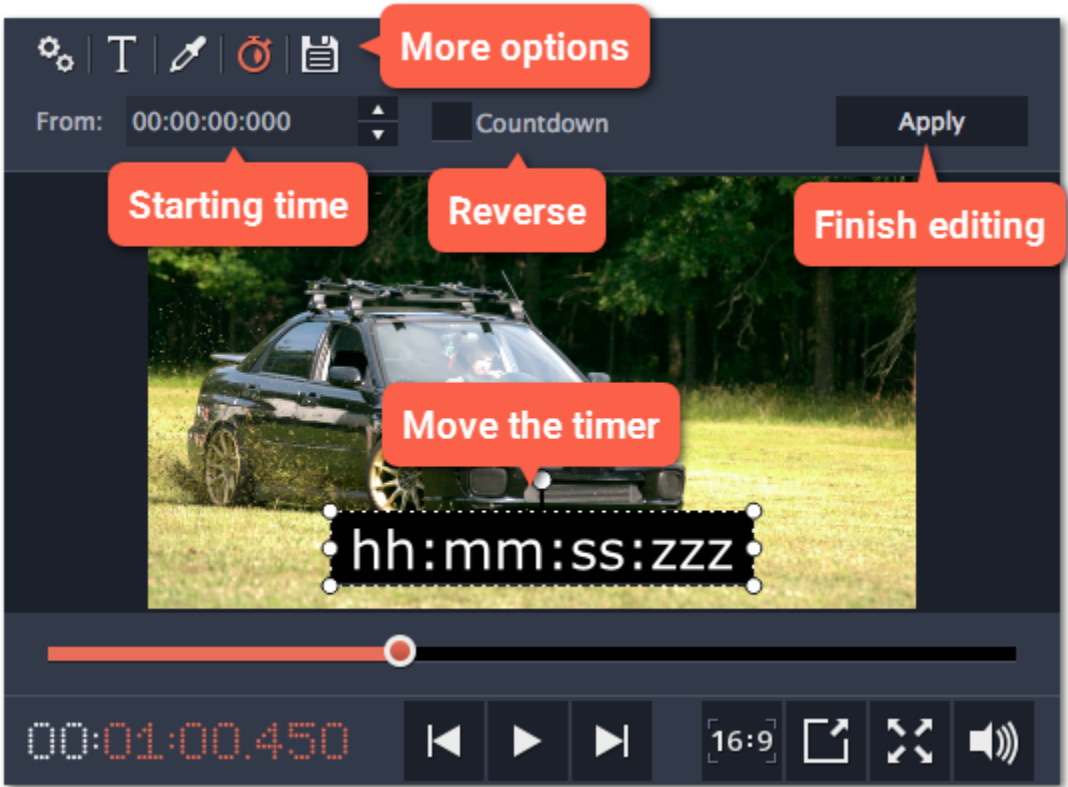 T
More options
From: 00:00:00:000 Countdown Apply
Starting time
Reverse
Finish editing
Move the timer
hh:mm:ss:zzz
00:01:00.450
16:9